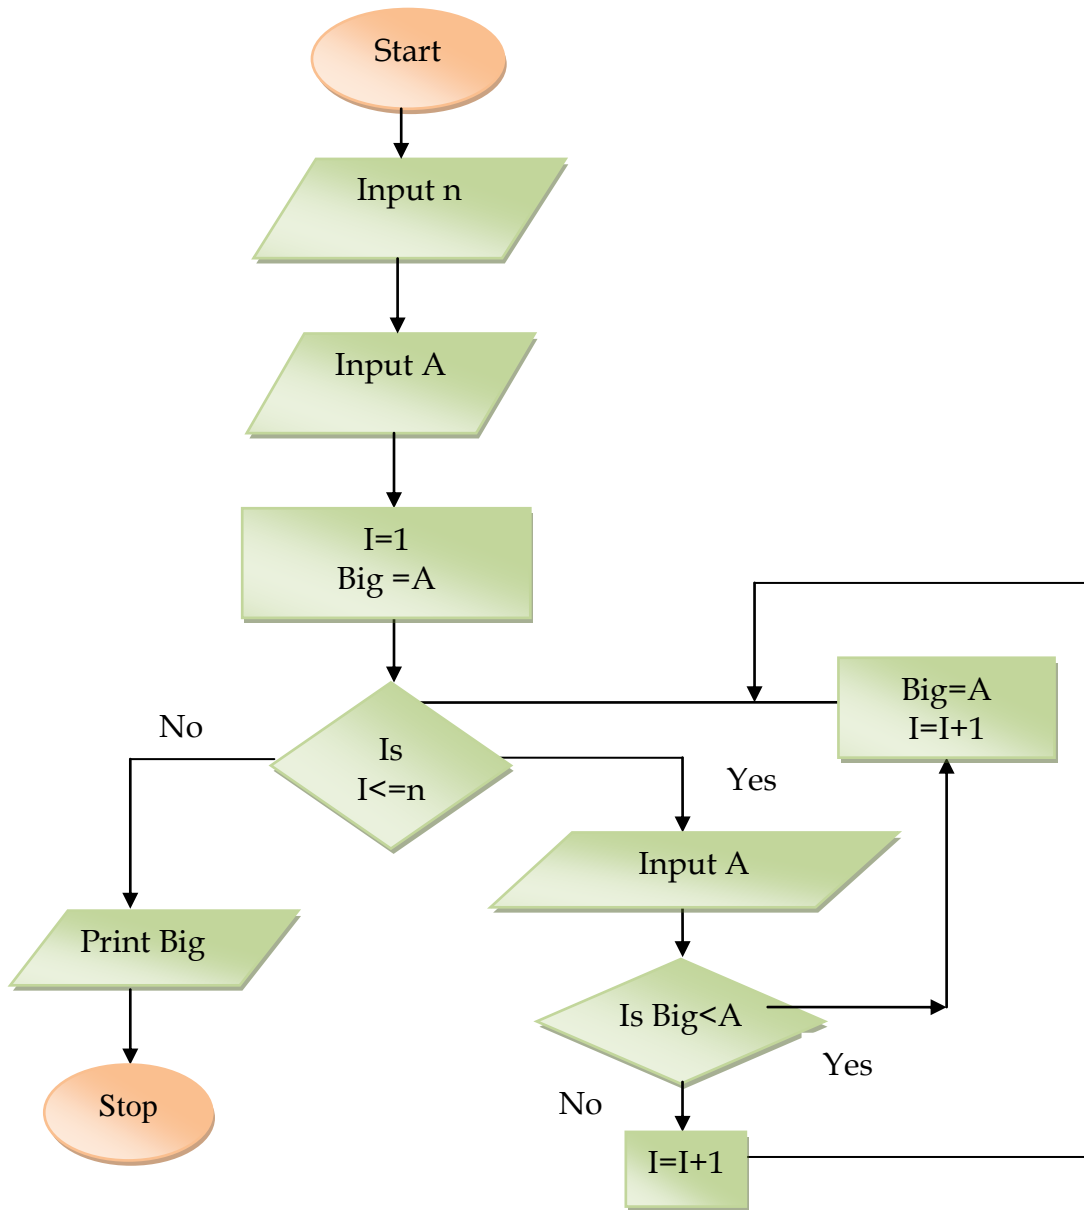 Start
Input n
Input A
I=1
Big =A
Big=A
I=I+1
No
Is
I<=n
Yes
Input A
Print Big
Is Big<A
Yes
No
Stop
I=I+1